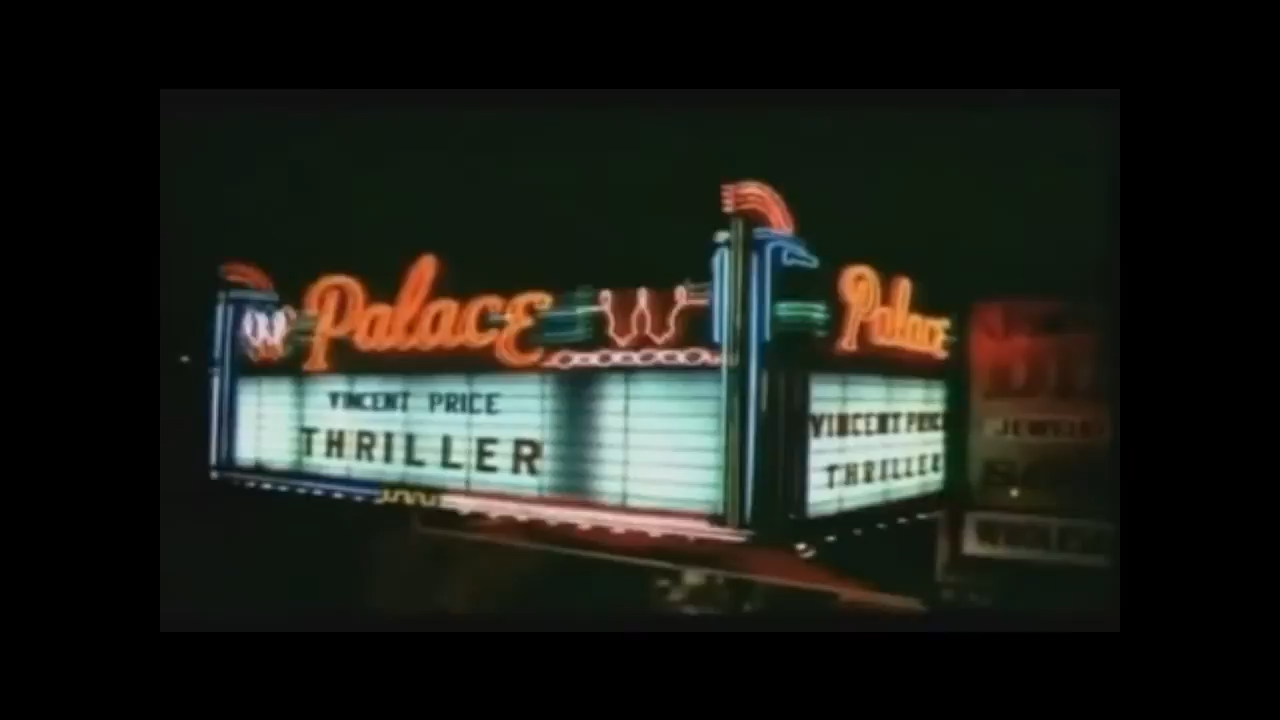 Palace
VINCENT PRICE
THRILLER
Palace
VINCENT PRICE
THRILLER